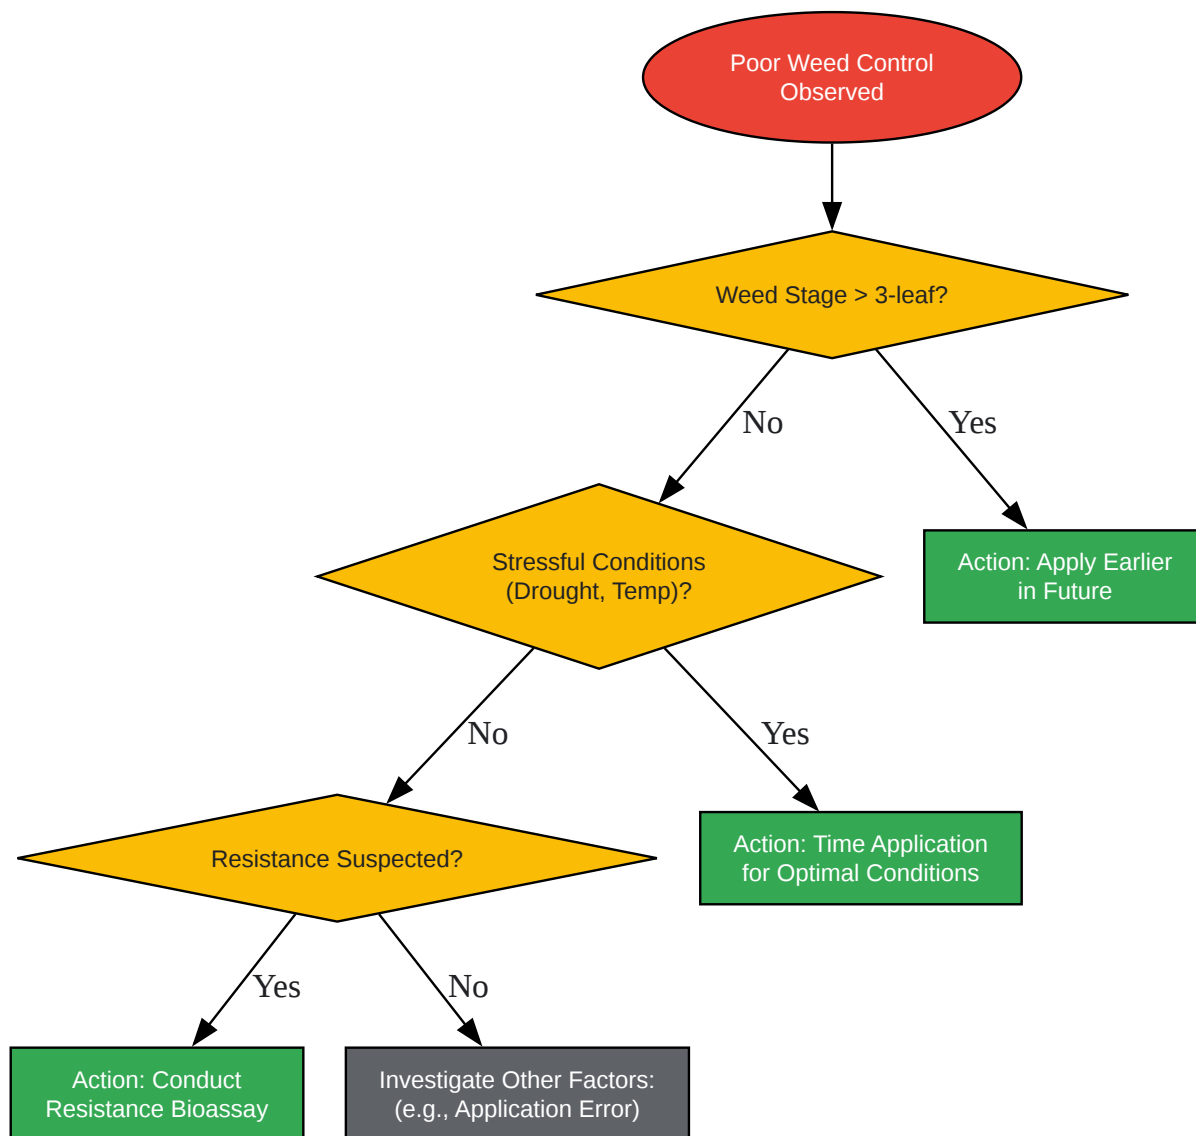 Poor Weed Control
Observed
Weed Stage > 3-leaf?
No
Yes
Stressful Conditions
(Drought, Temp)?
Action: Apply Earlier
in Future
No
Yes
Resistance Suspected?
Action: Time Application
for Optimal Conditions
Yes
No
Action: Conduct
Resistance Bioassay
Investigate Other Factors:
(e.g., Application Error)